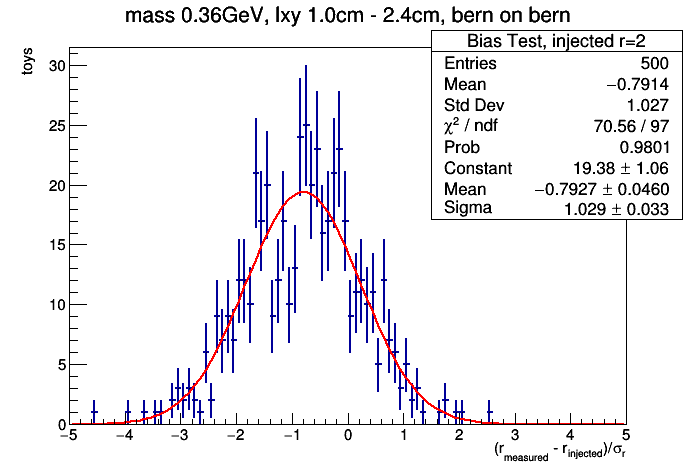 mass 0.36GeV, lxy 1.0cm - 2.4cm, bern on bern
toys
Bias Test, injected r=2
Entries 500
Mean −0.7914
Std Dev 1.027
χ² / ndf 70.56 / 97
Prob 0.9801
Constant 19.38 ± 1.06
Mean −0.7927 ± 0.0460
Sigma 1.029 ± 0.033
30
25
20
15
10
5
0
−5 −4 −3 −2 −1 0 1 2 3 4 5
(r_measured - r_injected)/σ_r